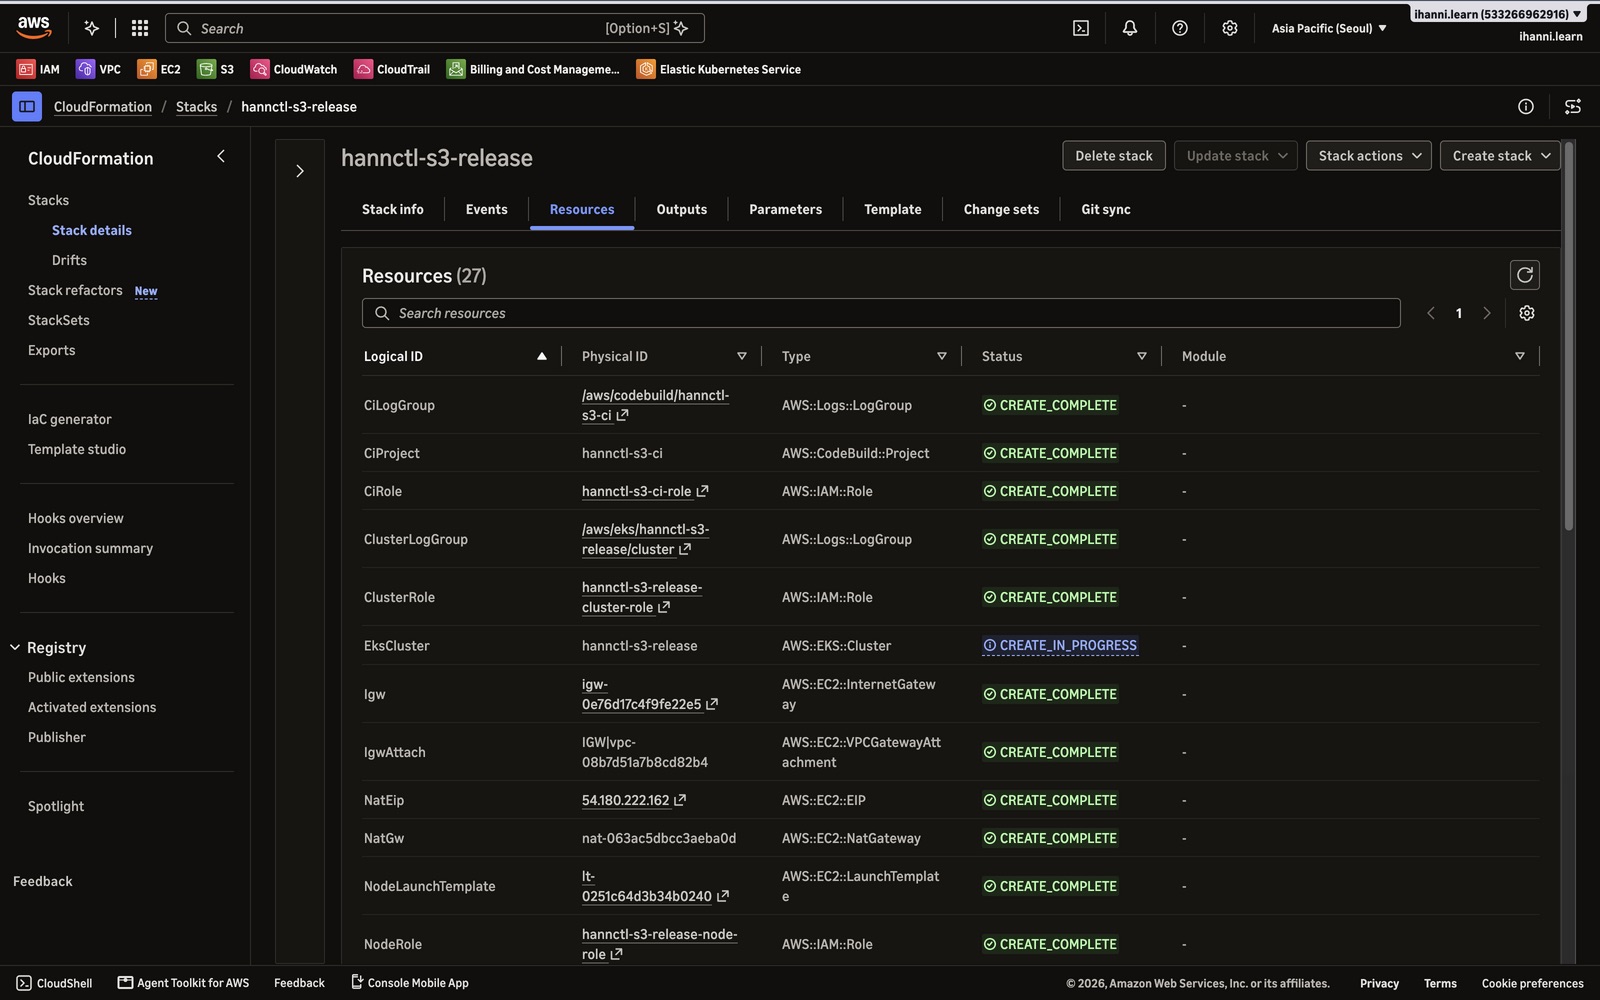 aws
Search
[Option+S]
Asia Pacific (Seoul)
ihanni.learn (533266962916)
ihanni.learn
IAM
VPC
EC2
S3
CloudWatch
CloudTrail
Billing and Cost Manageme...
Elastic Kubernetes Service
CloudFormation / Stacks / hannctl-s3-release
CloudFormation
Stacks
Stack details
Drifts
Stack refactors New
StackSets
Exports
IaC generator
Template studio
Hooks overview
Invocation summary
Hooks
Registry
Public extensions
Activated extensions
Publisher
Spotlight
Feedback
hannctl-s3-release
Delete stack
Update stack
Stack actions
Create stack
Stack info
Events
Resources
Outputs
Parameters
Template
Change sets
Git sync
Resources (27)
Search resources
1
Logical ID
Physical ID
Type
Status
Module
CiLogGroup
/aws/codebuild/hannctl-
s3-ci
AWS::Logs::LogGroup
CREATE_COMPLETE
-
CiProject
hannctl-s3-ci
AWS::CodeBuild::Project
CREATE_COMPLETE
-
CiRole
hannctl-s3-ci-role
AWS::IAM::Role
CREATE_COMPLETE
-
ClusterLogGroup
/aws/eks/hannctl-s3-
release/cluster
AWS::Logs::LogGroup
CREATE_COMPLETE
-
ClusterRole
hannctl-s3-release-
cluster-role
AWS::IAM::Role
CREATE_COMPLETE
-
EksCluster
hannctl-s3-release
AWS::EKS::Cluster
CREATE_IN_PROGRESS
-
Igw
igw-
0e76d17c4f9fe22e5
AWS::EC2::InternetGatew
ay
CREATE_COMPLETE
-
IgwAttach
IGW|vpc-
08b7d51a7b8cd82b4
AWS::EC2::VPCGatewayAtt
achment
CREATE_COMPLETE
-
NatEip
54.180.222.162
AWS::EC2::EIP
CREATE_COMPLETE
-
NatGw
nat-063ac5dbcc3aeba0d
AWS::EC2::NatGateway
CREATE_COMPLETE
-
NodeLaunchTemplate
lt-
0251c64d3b34b0240
AWS::EC2::LaunchTemplat
e
CREATE_COMPLETE
-
NodeRole
hannctl-s3-release-node-
role
AWS::IAM::Role
CREATE_COMPLETE
-
CloudShell
Agent Toolkit for AWS
Feedback
Console Mobile App
© 2026, Amazon Web Services, Inc. or its affiliates.
Privacy
Terms
Cookie preferences